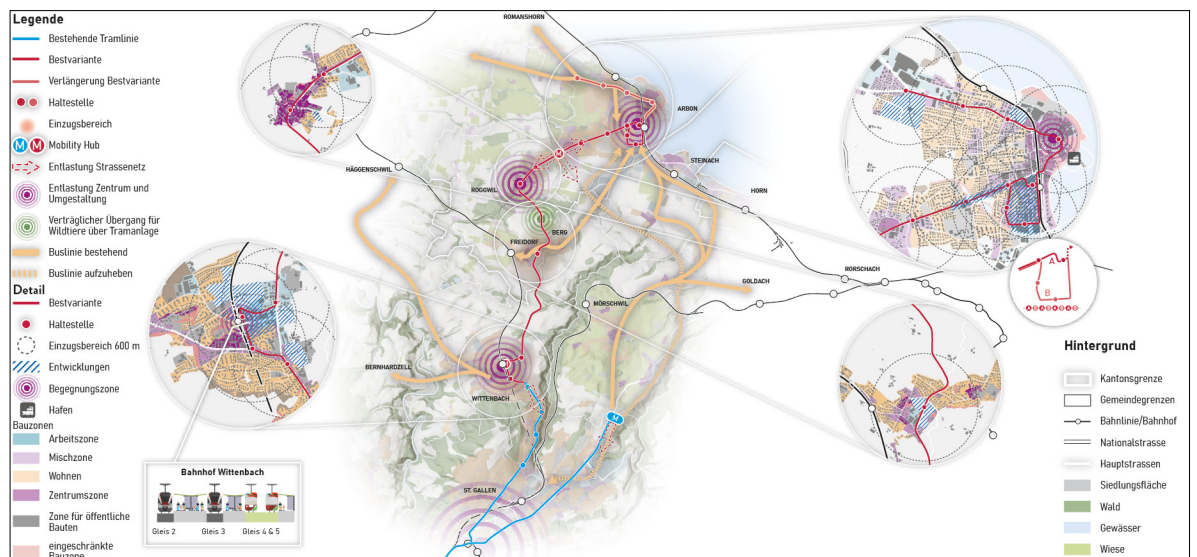 Legende
Bestehende Tramlinie
Bestvariante
Verlängerung Bestvariante
Haltestelle
Einzugsbereich
M M Mobility Hub
Entlastung Strassenetz
Entlastung Zentrum und
Umgestaltung
Verträglicher Übergang für
Wildtiere über Tramanlage
Buslinie bestehend
Buslinie aufzuheben
Detail
Bestvariante
Haltestelle
Einzugsbereich 600 m
Entwicklungen
Begegnungszone
Hafen
Bauzonen
Arbeitszone
Mischzone
Wohnen
Zentrumszone
Zone für öffentliche
Bauten
eingeschränkte
Bauzone
Bahnhof Wittenbach
Gleis 2
Gleis 3
Gleis 4 & 5
ROMANSHORN
ARBON
STEINACH
HÄGGENSCHWIL
M
ROGGWIL
HORN
BERG
FREIDORF
RORSCHACH
GOLDACH
MÖRSCHWIL
BERNHARDZELL
WITTENBACH
M
ST. GALLEN
A
B
Hintergrund
Kantonsgrenze
Gemeindegrenzen
Bahnlinie/Bahnhof
Nationalstrasse
Hauptstrassen
Siedlungsfläche
Wald
Gewässer
Wiese